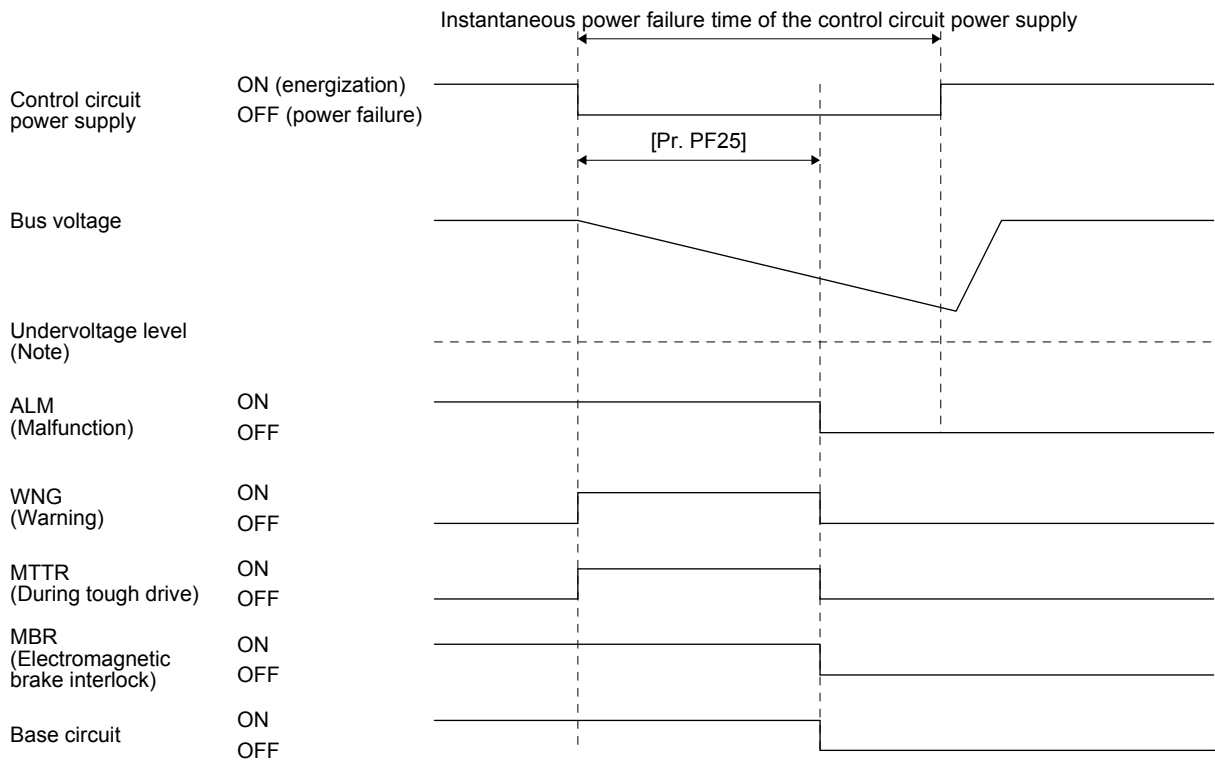 Instantaneous power failure time of the control circuit power supply
Control circuit
power supply
ON (energization)
OFF (power failure)
[Pr. PF25]
Bus voltage
Undervoltage level
(Note)
ALM
(Malfunction)
ON
OFF
WNG
(Warning)
ON
OFF
MTTR
(During tough drive)
ON
OFF
MBR
(Electromagnetic
brake interlock)
ON
OFF
Base circuit
ON
OFF